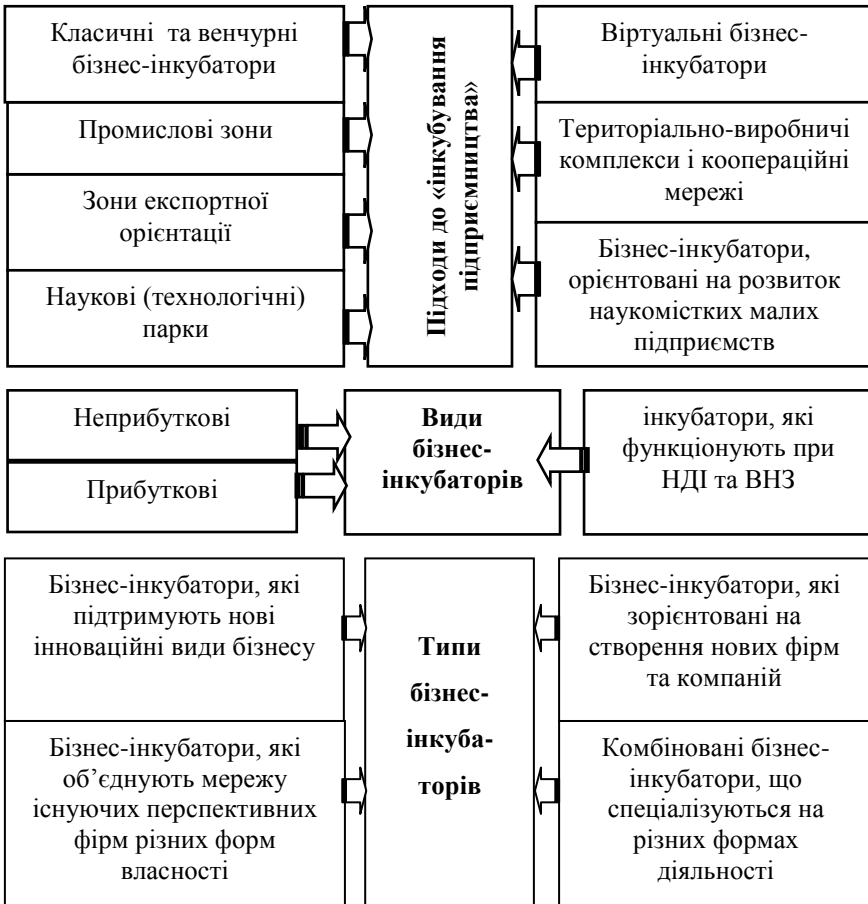 Класичні та венчурні
бізнес-інкубатори
Промислові зони
Зони експортної
орієнтації
Наукові (технологічні)
парки
Підходи до «інкубування
підприємництва»
Віртуальні бізнес-
інкубатори
Територіально-виробничі
комплекси і коопераційні
мережі
Бізнес-інкубатори,
орієнтовані на розвиток
наукомістких малих
підприємств
Неприбуткові
Прибуткові
Види
бізнес-
інкубаторів
інкубатори, які
функціонують при
НДІ та ВНЗ
Бізнес-інкубатори, які
підтримують нові
інноваційні види бізнесу
Бізнес-інкубатори, які
об’єднують мережу
існуючих перспективних
фірм різних форм
власності
Типи
бізнес-
інкуба-
торів
Бізнес-інкубатори, які
зорієнтовані на
створення нових фірм
та компаній
Комбіновані бізнес-
інкубатори, що
спеціалізуються на
різних формах
діяльності